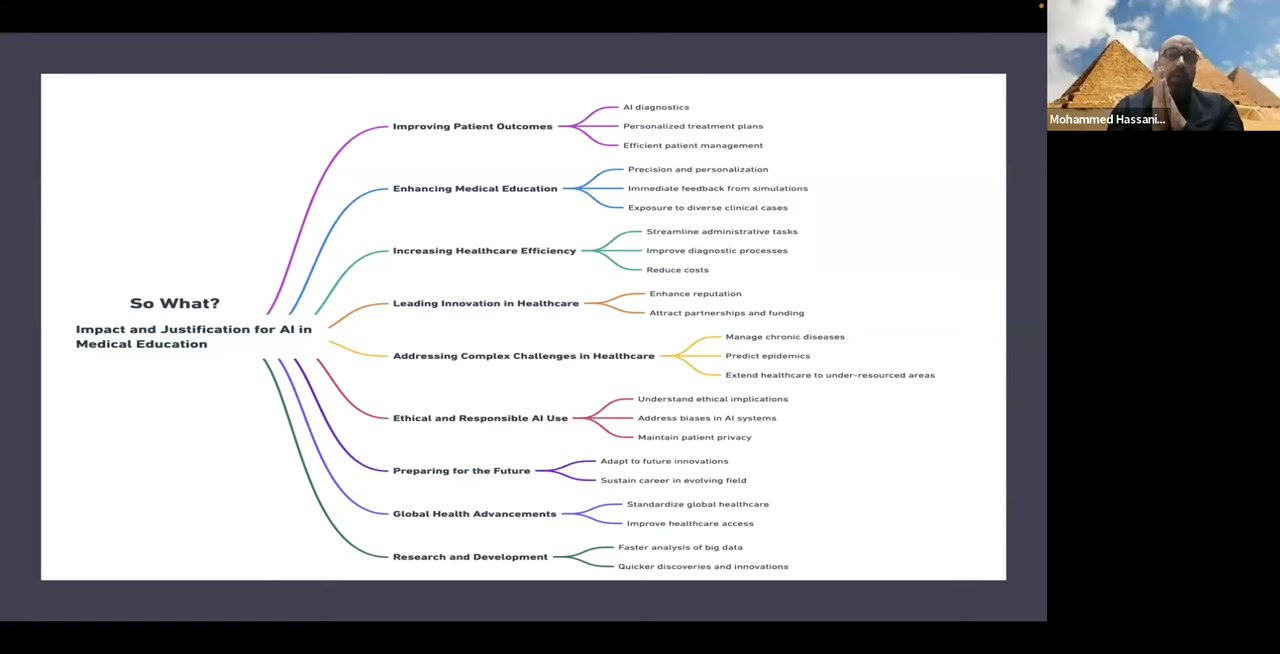 So What?
Impact and Justification for AI in
Medical Education
Improving Patient Outcomes
AI diagnostics
Personalized treatment plans
Efficient patient management
Enhancing Medical Education
Precision and personalization
Immediate feedback from simulations
Exposure to diverse clinical cases
Increasing Healthcare Efficiency
Streamline administrative tasks
Improve diagnostic processes
Reduce costs
Leading Innovation in Healthcare
Enhance reputation
Attract partnerships and funding
Addressing Complex Challenges in Healthcare
Manage chronic diseases
Predict epidemics
Extend healthcare to under-resourced areas
Ethical and Responsible AI Use
Understand ethical implications
Address biases in AI systems
Maintain patient privacy
Preparing for the Future
Adapt to future innovations
Sustain career in evolving field
Global Health Advancements
Standardize global healthcare
Improve healthcare access
Research and Development
Faster analysis of big data
Quicker discoveries and innovations
Mohammed Hassani...